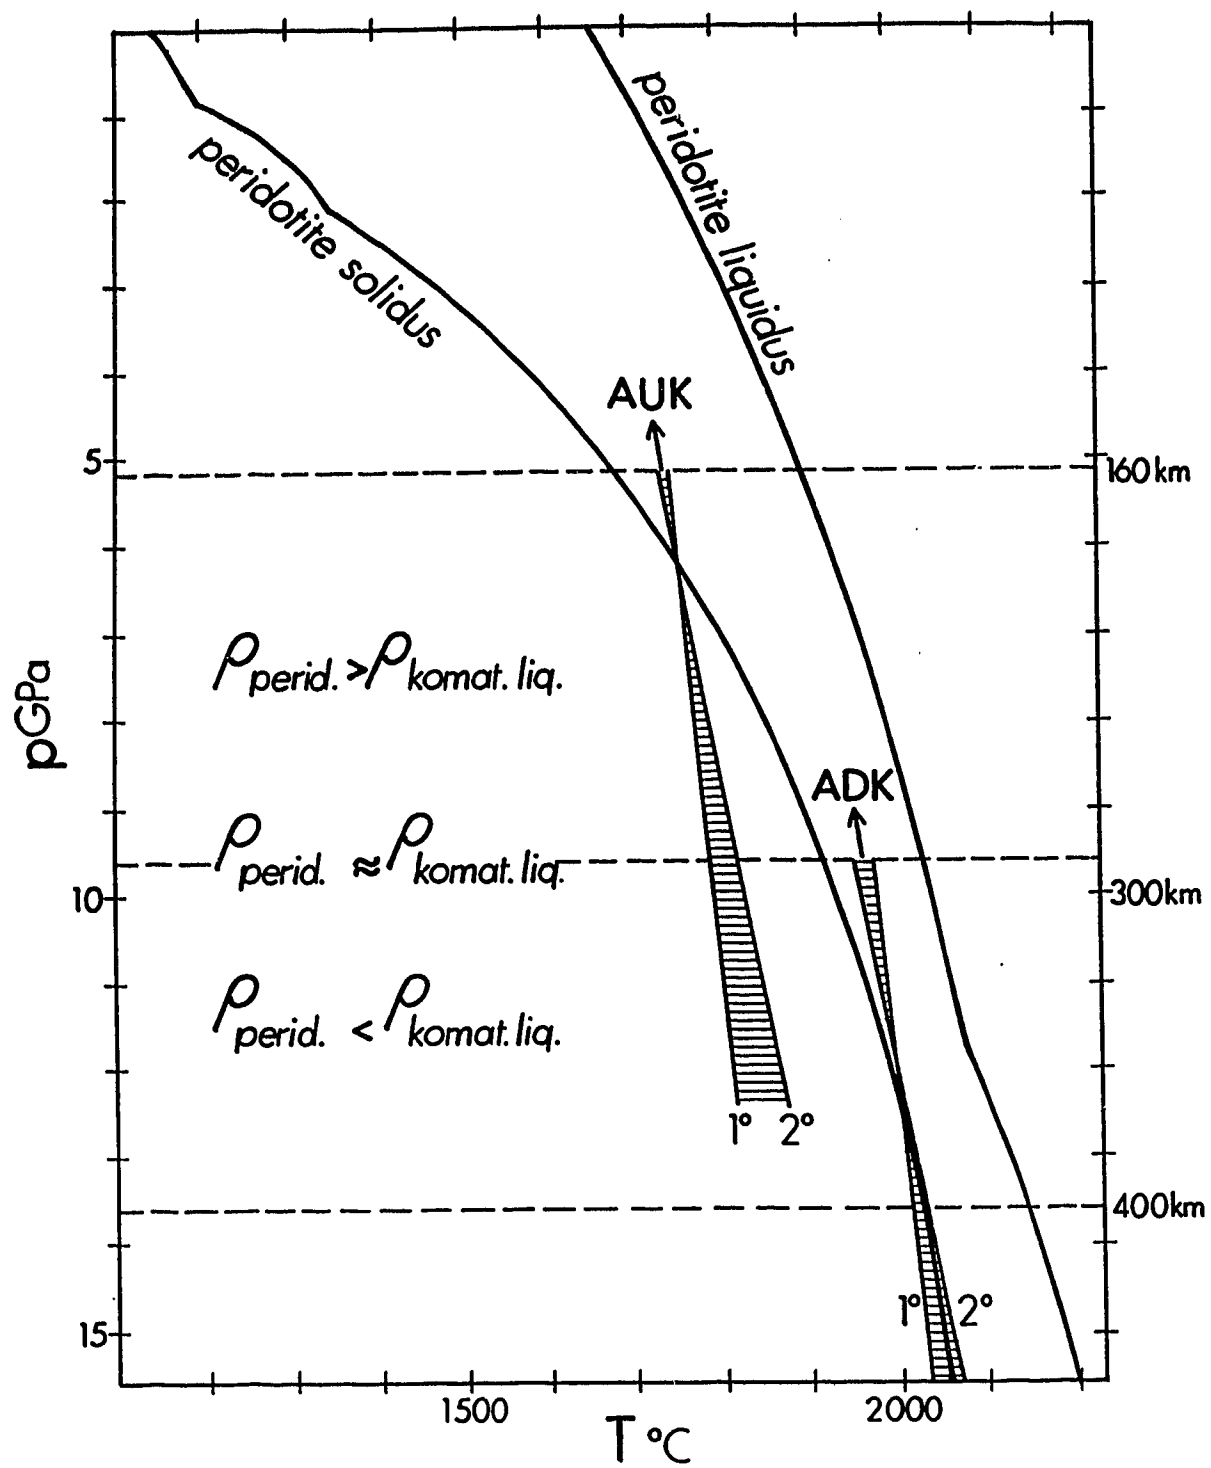 peridotite solidus
peridotite liquidus
AUK
5
160km
ρperid. >ρkomat. liq.
pGPa
ADK
ρperid. ≈ ρkomat. liq.
10
300km
ρperid. < ρkomat. liq.
1° 2°
400km
1° 2°
15
1500
2000
T °C